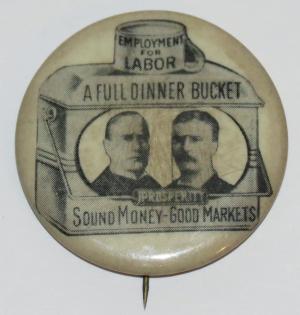 EMPLOYMENT
FOR
LABOR
A FULL DINNER BUCKET
PROSPERITY
SOUND MONEY-GOOD MARKETS